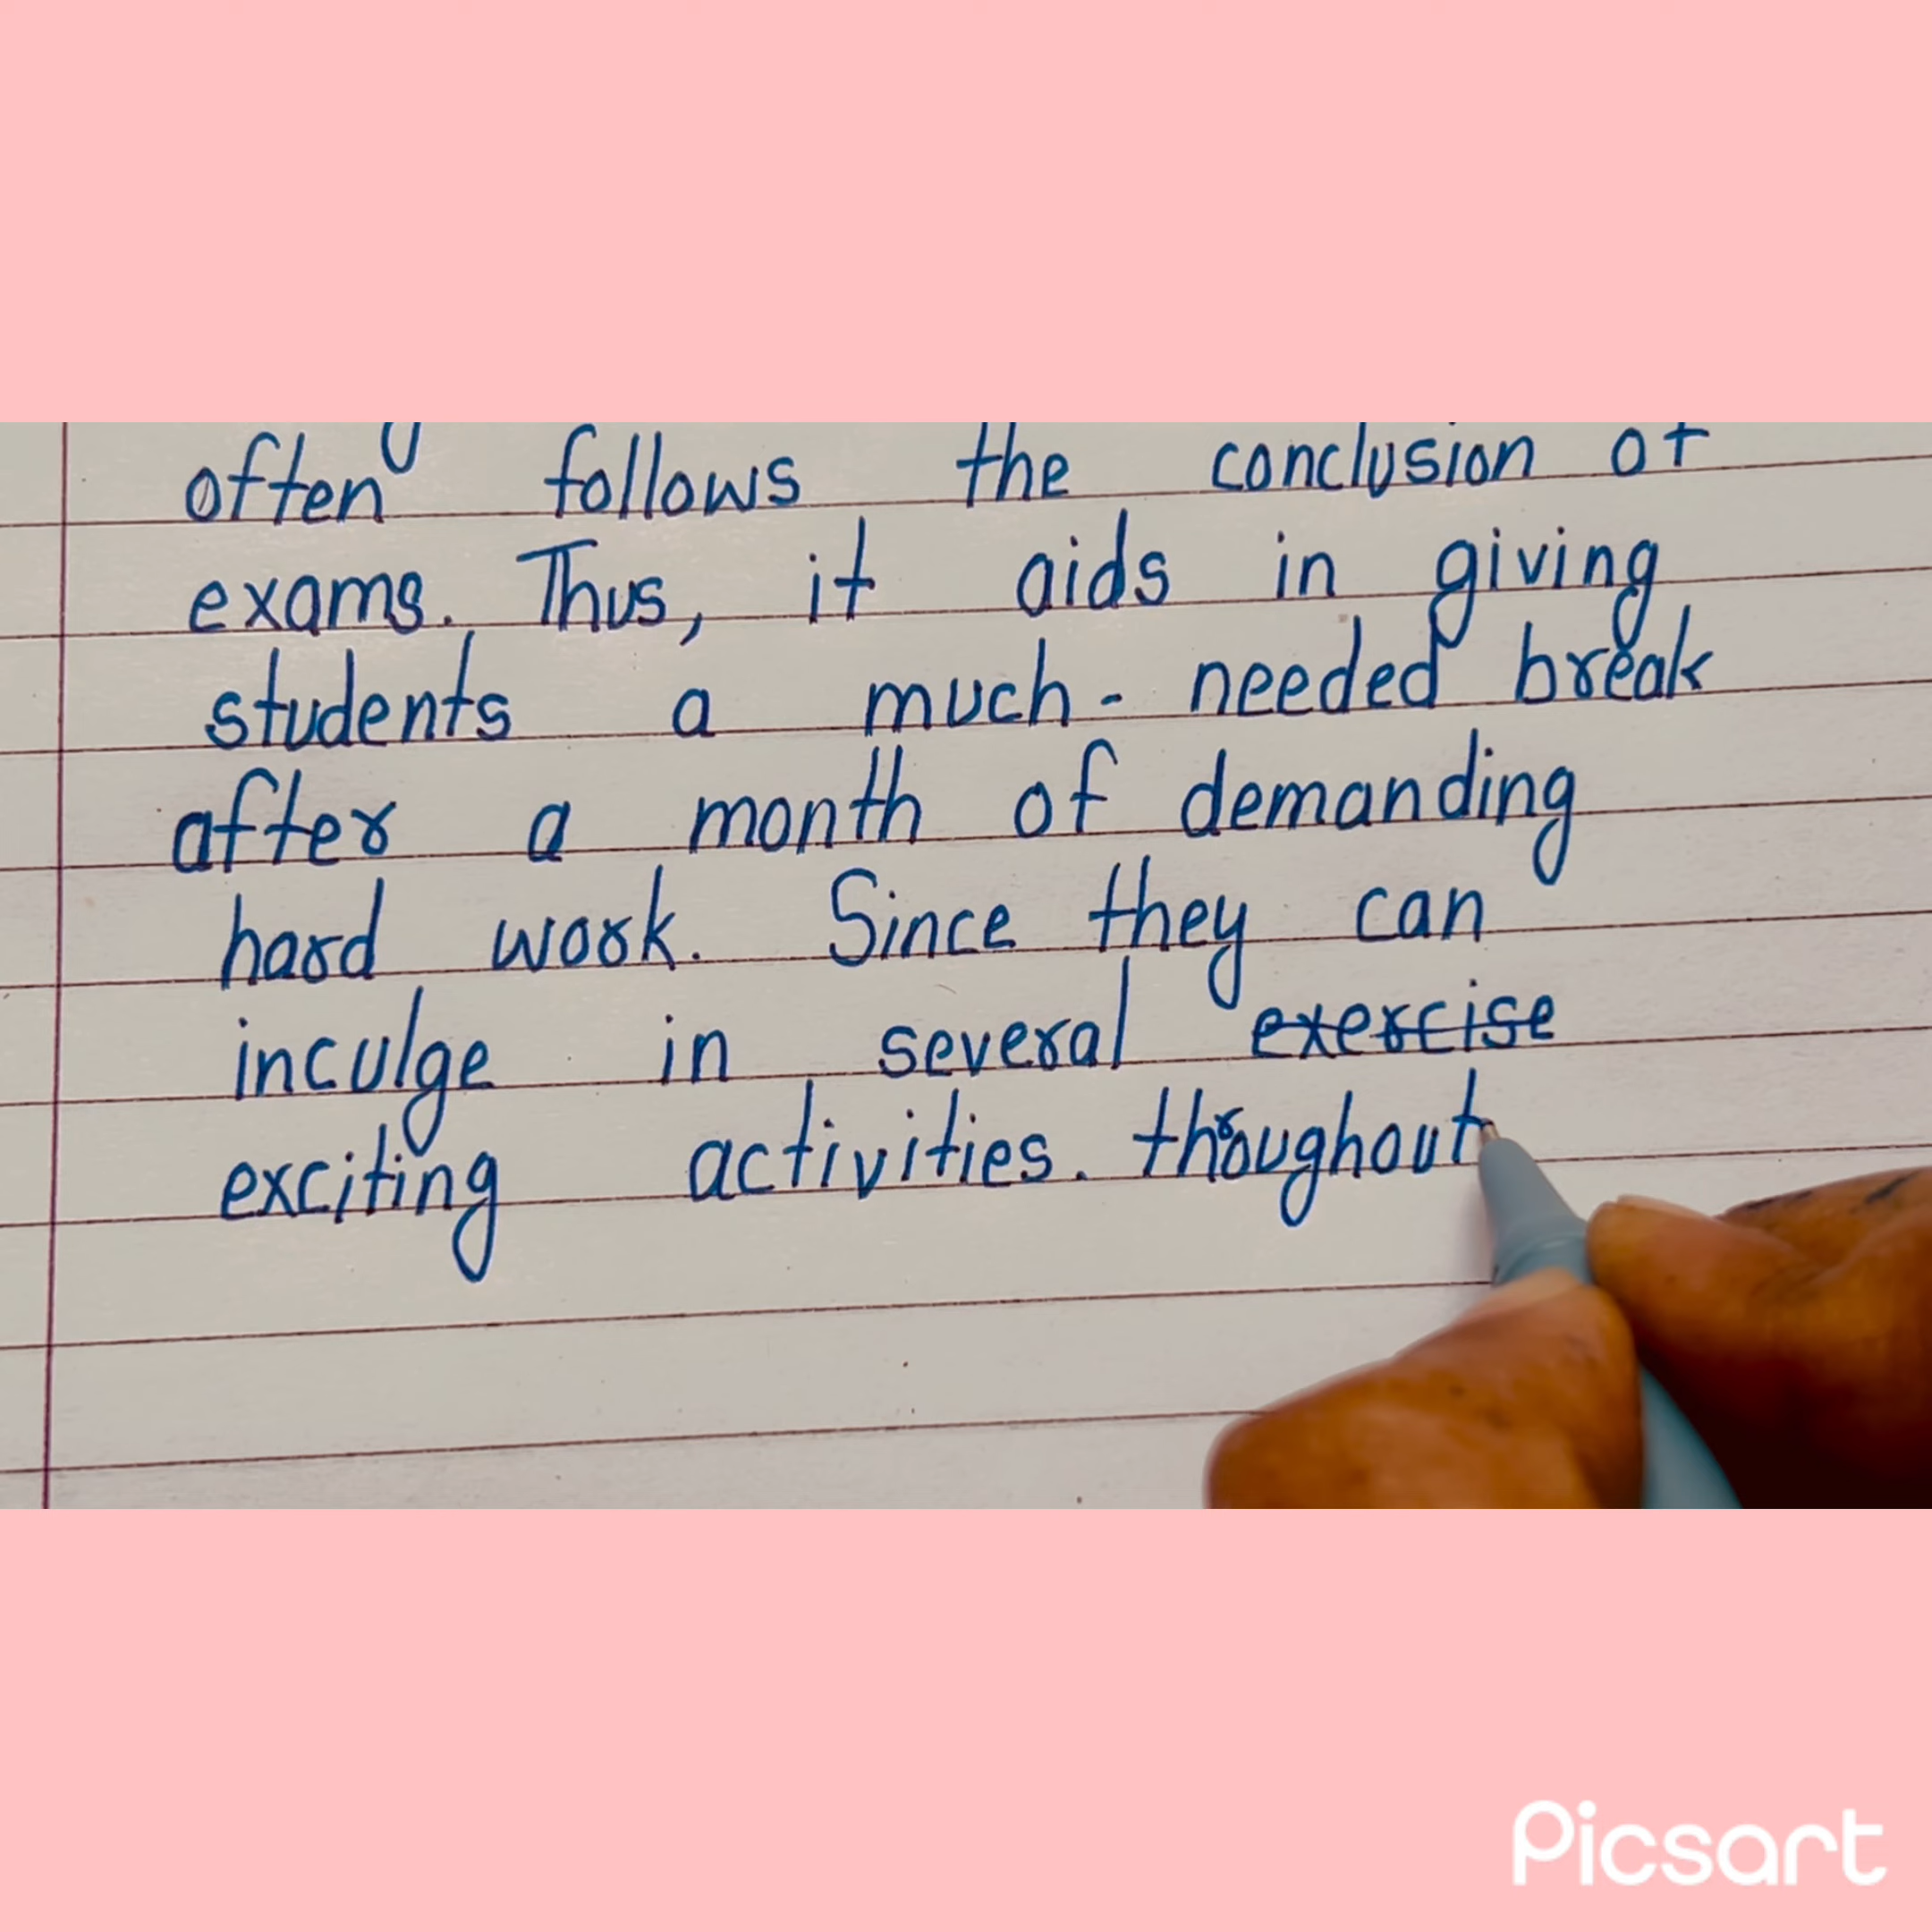 often follows the conclusion of
exams. Thus, it aids in giving
students a much-needed break
after a month of demanding
hard work. Since they can
inculge in several ~~exercise~~
exciting activities. throughout
Picsart